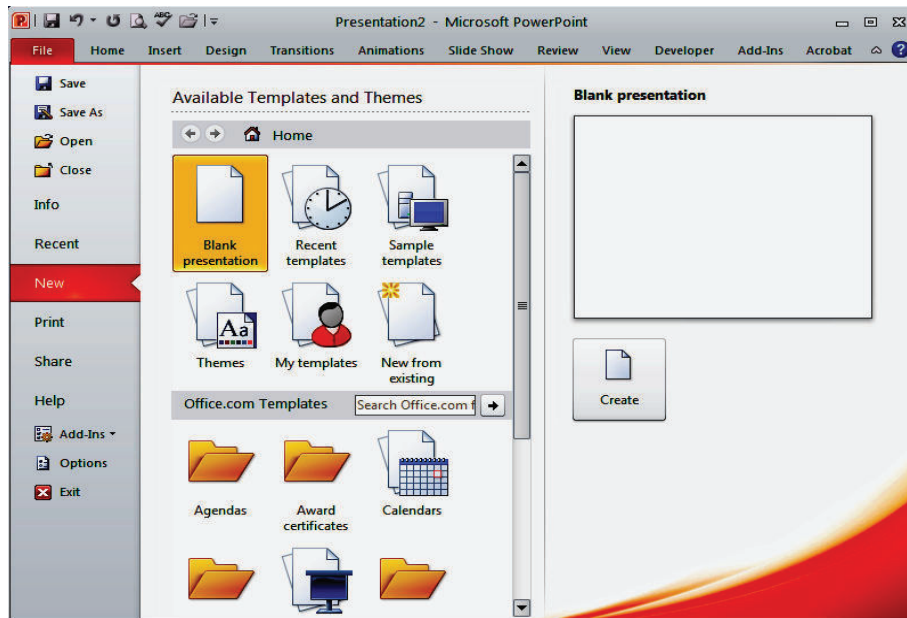 Presentation2 - Microsoft PowerPoint
File Home Insert Design Transitions Animations Slide Show Review View Developer Add-Ins Acrobat
Save
Save As
Open
Close
Info
Recent
New
Print
Share
Help
Add-Ins
Options
Exit
Available Templates and Themes
Home
Blank
presentation
Recent
templates
Sample
templates
Themes
My templates
New from
existing
Office.com Templates
Search Office.com f
Agendas
Award
certificates
Calendars
Blank presentation
Create